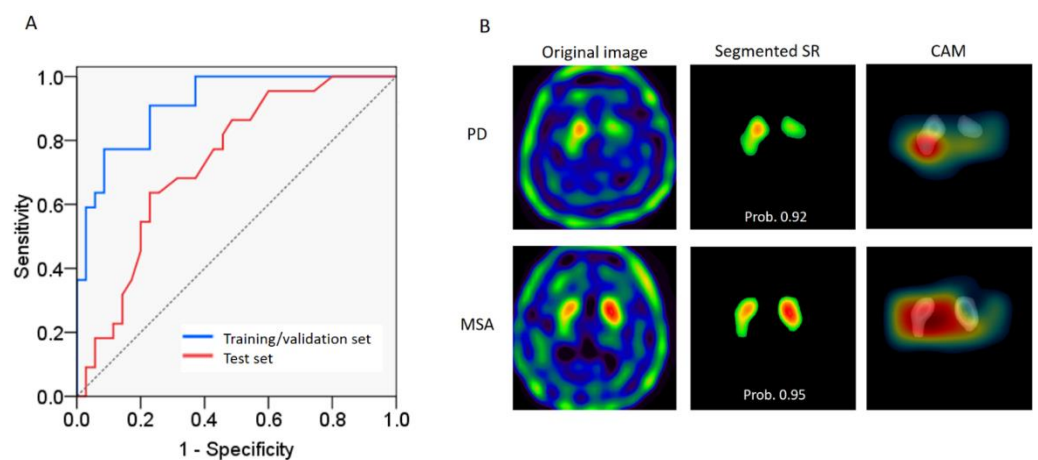 A
B
Original image
Segmented SR
CAM
PD
Prob. 0.92
MSA
Prob. 0.95
Sensitivity
1.0
0.8
0.6
0.4
0.2
0.0
Training/validation set
Test set
0.0 0.2 0.4 0.6 0.8 1.0
1 - Specificity